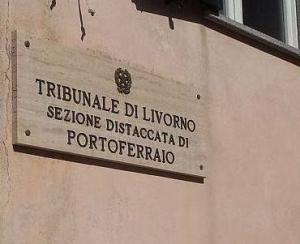 TRIBUNALE DI LIVORNO
SEZIONE DISTACCATA DI
PORTOFERRAIO